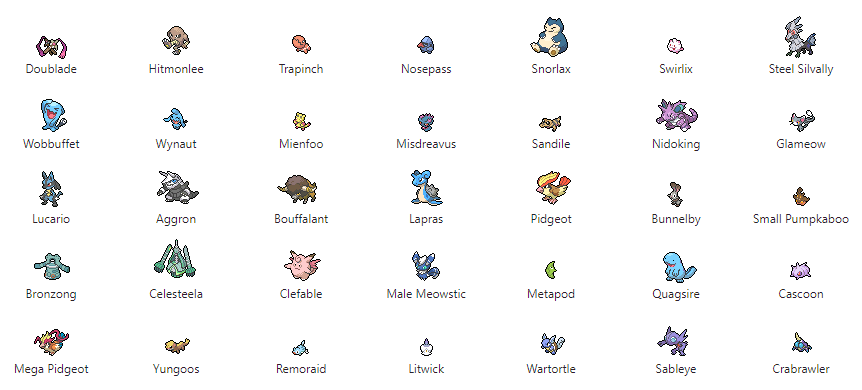 Doublade Hitmonlee Trapinch Nosepass Snorlax Swirlix Steel Silvally
Wobbuffet Wynaut Mienfoo Misdreavus Sandile Nidoking Glameow
Lucario Aggron Bouffalant Lapras Pidgeot Bunnelby Small Pumpkaboo
Bronzong Celesteela Clefable Male Meowstic Metapod Quagsire Cascoon
Mega Pidgeot Yungoos Remoraid Litwick Wartortle Sableye Crabrawler